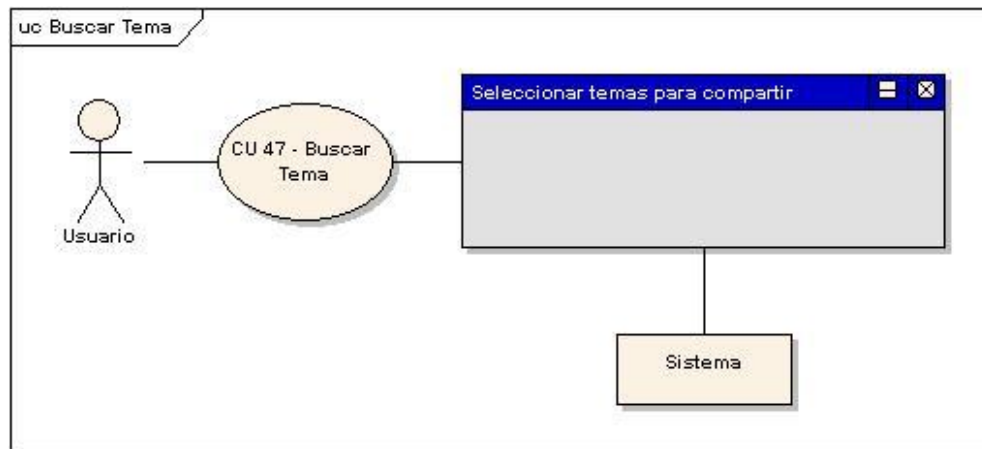 uc Buscar Tema
Seleccionar temas para compartir
CU 47 - Buscar
Tema
Usuario
Sistema